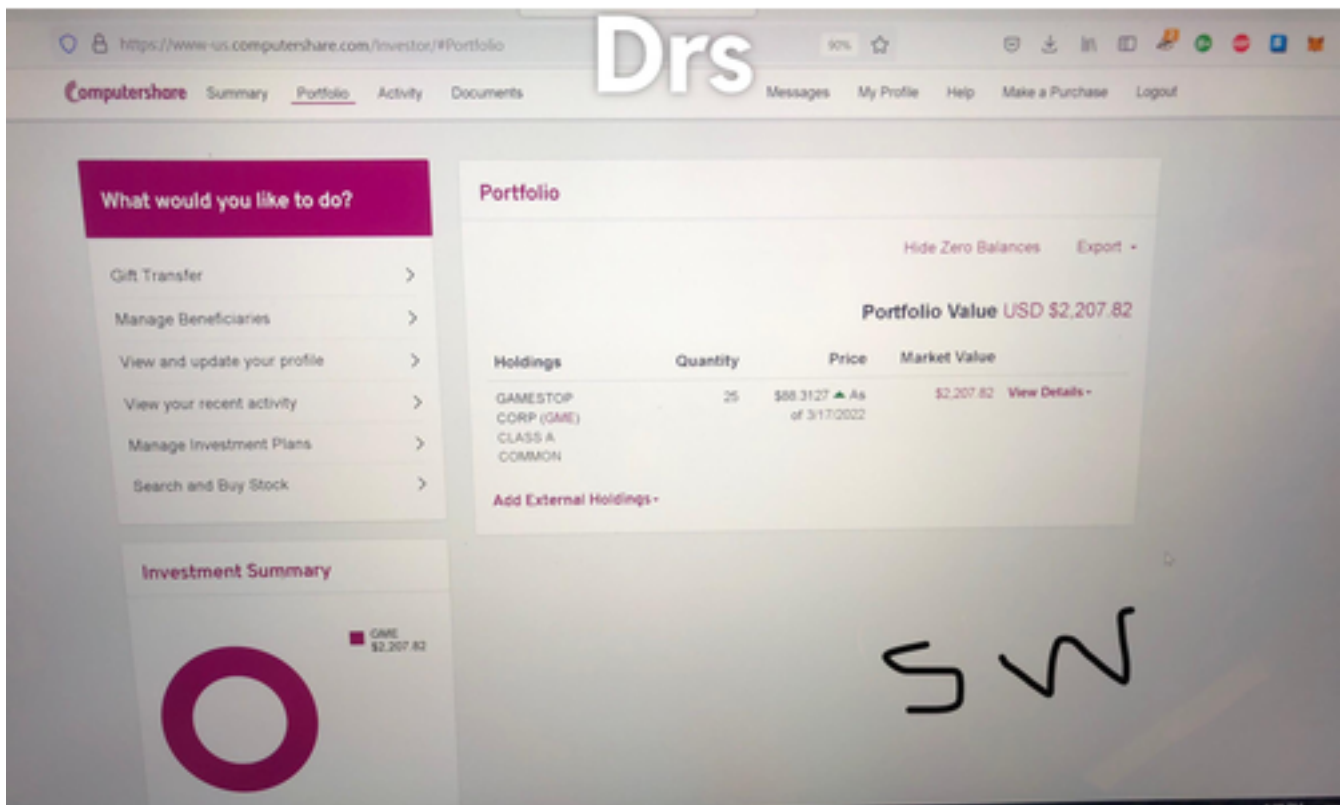 Drs
https://www-us.computershare.com/Investor/#Portfolio
90%
Computershare Summary Portfolio Activity Documents Messages My Profile Help Make a Purchase Logout
What would you like to do?
Gift Transfer
Manage Beneficiaries
View and update your profile
View your recent activity
Manage Investment Plans
Search and Buy Stock
Portfolio
Hide Zero Balances Export
Portfolio Value USD $2,207.82
Holdings Quantity Price Market Value
GAMESTOP 25 $88.3127 ▲ As $2,207.82 View Details
CORP (GME) of 3/17/2022
CLASS A
COMMON
Add External Holdings
Investment Summary
GME
$2,207.82
SW